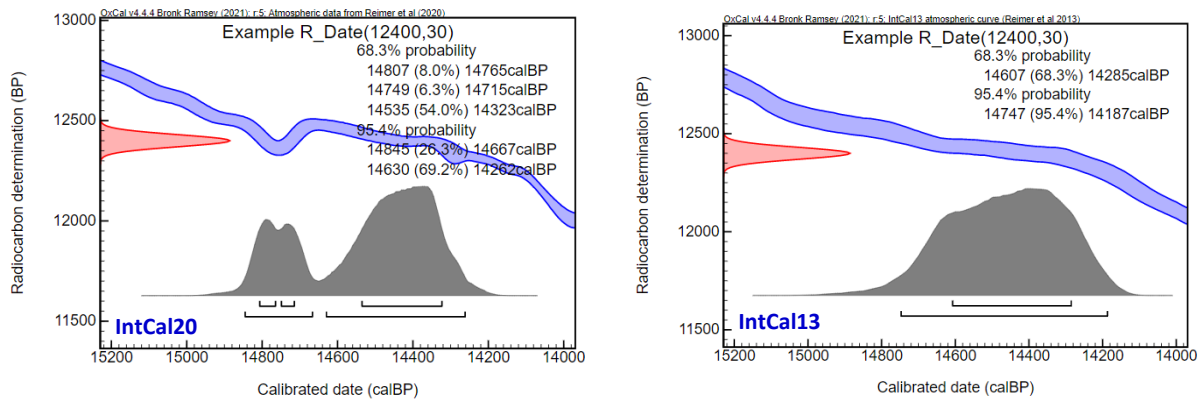 OxCal v4.4.4 Bronk Ramsey (2021); r:5; Atmospheric data from Reimer et al (2020)
Example R_Date(12400,30)
68.3% probability
14807 (8.0%) 14765calBP
14749 (6.3%) 14715calBP
14535 (54.0%) 14323calBP
95.4% probability
14845 (26.3%) 14667calBP
14630 (69.2%) 14262calBP
Radiocarbon determination (BP)
13000
12500
12000
11500
IntCal20
15200 15000 14800 14600 14400 14200 14000
Calibrated date (calBP)
OxCal v4.4.4 Bronk Ramsey (2021); r:5; IntCal13 atmospheric curve (Reimer et al 2013)
Example R_Date(12400,30)
68.3% probability
14607 (68.3%) 14285calBP
95.4% probability
14747 (95.4%) 14187calBP
Radiocarbon determination (BP)
13000
12500
12000
11500
IntCal13
15200 15000 14800 14600 14400 14200 14000
Calibrated date (calBP)